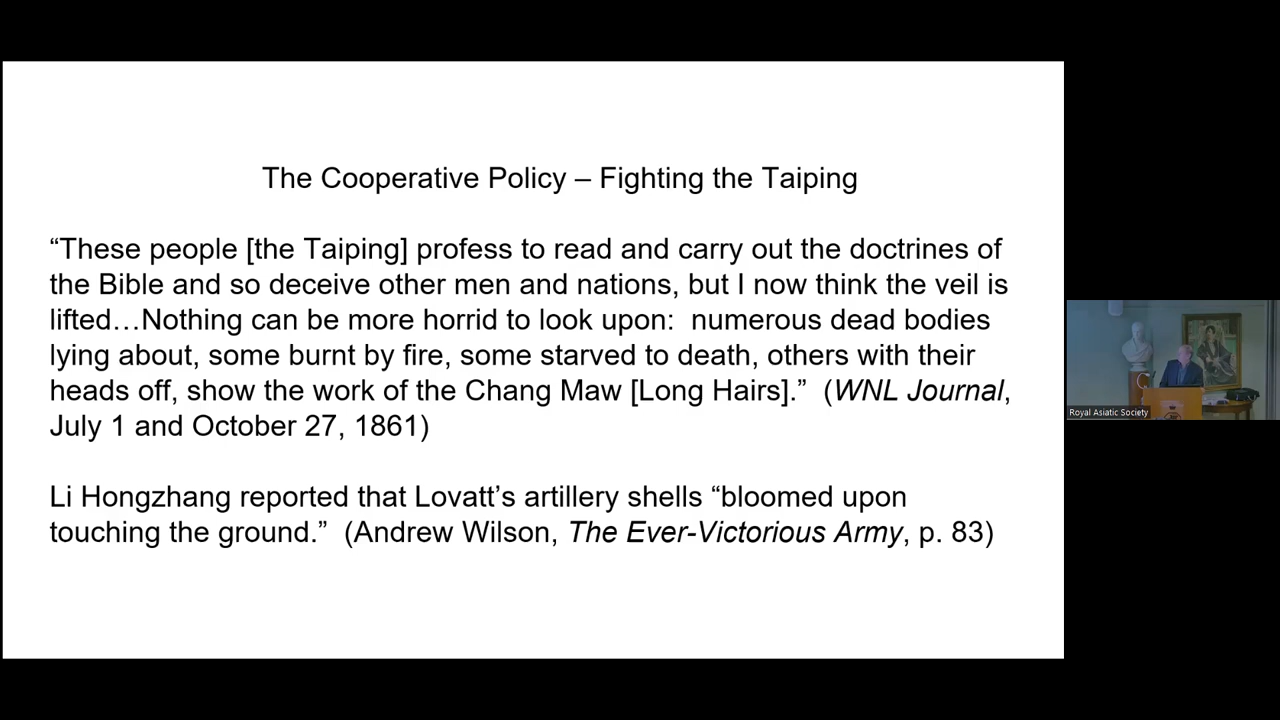 The Cooperative Policy – Fighting the Taiping
“These people [the Taiping] profess to read and carry out the doctrines of
the Bible and so deceive other men and nations, but I now think the veil is
lifted…Nothing can be more horrid to look upon:  numerous dead bodies
lying about, some burnt by fire, some starved to death, others with their
heads off, show the work of the Chang Maw [Long Hairs].”  (WNL Journal,
July 1 and October 27, 1861)
Li Hongzhang reported that Lovatt’s artillery shells “bloomed upon
touching the ground.”  (Andrew Wilson, The Ever-Victorious Army, p. 83)
Royal Asiatic Society